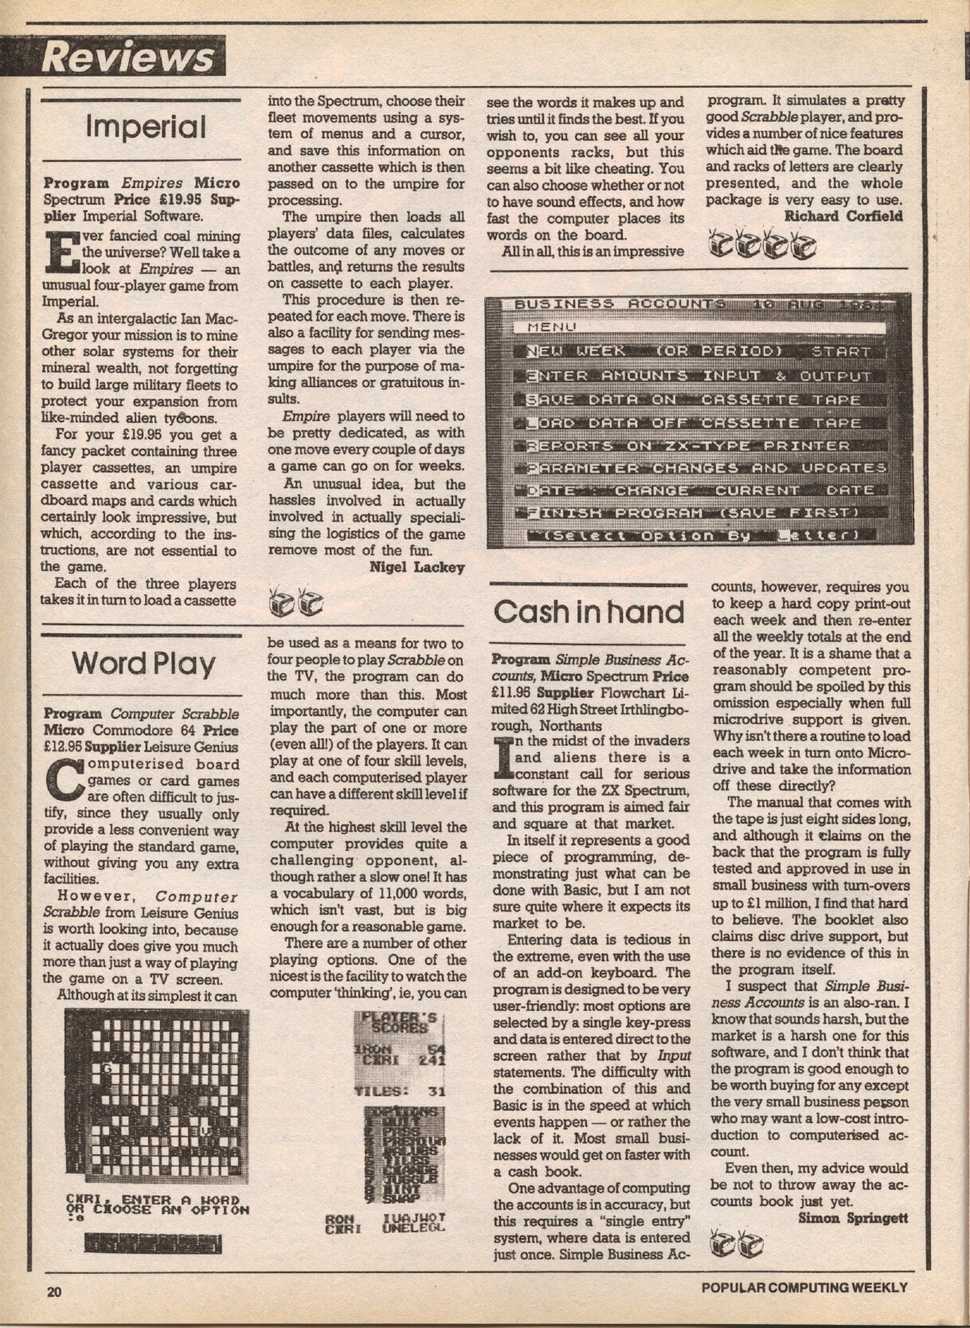 Reviews
Imperial
Program Empires Micro
Spectrum Price £19.95 Sup-
plier Imperial Software.
Ever fancied coal mining
the universe? Well take a
look at Empires — an
unusual four-player game from
Imperial.
As an intergalactic Ian Mac-
Gregor your mission is to mine
other solar systems for their
mineral wealth, not forgetting
to build large military fleets to
protect your expansion from
like-minded alien tycoons.
For your £19.95 you get a
fancy packet containing three
player cassettes, an umpire
cassette and various car-
dboard maps and cards which
certainly look impressive, but
which, according to the ins-
tructions, are not essential to
the game.
Each of the three players
takes it in turn to load a cassette
into the Spectrum, choose their
fleet movements using a sys-
tem of menus and a cursor,
and save this information on
another cassette which is then
passed on to the umpire for
processing.
The umpire then loads all
players' data files, calculates
the outcome of any moves or
battles, and returns the results
on cassette to each player.
This procedure is then re-
peated for each move. There is
also a facility for sending mes-
sages to each player via the
umpire for the purpose of ma-
king alliances or gratuitous in-
sults.
Empire players will need to
be pretty dedicated, as with
one move every couple of days
a game can go on for weeks.
An unusual idea, but the
hassles involved in actually
involved in actually speciali-
sing the logistics of the game
remove most of the fun.
Nigel Lackey
Word Play
Program Computer Scrabble
Micro Commodore 64 Price
£12.95 Supplier Leisure Genius
Computerised board
games or card games
are often difficult to jus-
tify, since they usually only
provide a less convenient way
of playing the standard game,
without giving you any extra
facilities.
However, Computer
Scrabble from Leisure Genius
is worth looking into, because
it actually does give you much
more than just a way of playing
the game on a TV screen.
Although at its simplest it can
be used as a means for two to
four people to play Scrabble on
the TV, the program can do
much more than this. Most
importantly, the computer can
play the part of one or more
(even all!) of the players. It can
play at one of four skill levels,
and each computerised player
can have a different skill level if
required.
At the highest skill level the
computer provides quite a
challenging opponent, al-
though rather a slow one! It has
a vocabulary of 11,000 words,
which isn't vast, but is big
enough for a reasonable game.
There are a number of other
playing options. One of the
nicest is the facility to watch the
computer 'thinking', ie, you can
see the words it makes up and
tries until it finds the best. If you
wish to, you can see all your
opponents racks, but this
seems a bit like cheating. You
can also choose whether or not
to have sound effects, and how
fast the computer places its
words on the board.
All in all, this is an impressive
program. It simulates a pretty
good Scrabble player, and pro-
vides a number of nice features
which aid the game. The board
and racks of letters are clearly
presented, and the whole
package is very easy to use.
Richard Corfield
CHRI, ENTER A WORD
OR CHOOSE AN OPTION
PLAYER'S
SCORES
RON 54
CHRI 241
TILES: 31
OPTIONS
QUIT
PASS
PREMIUM
VALUES
TILES
CHANGE
JUGGLE
HINT
SWAP
RON IUAJWOT
CHRI
BUSINESS ACCOUNTS 10 AUG 1984
MENU
NEW WEEK (OR PERIOD) START
ENTER AMOUNTS INPUT & OUTPUT
SAVE DATA ON CASSETTE TAPE
LOAD DATA OFF CASSETTE TAPE
REPORTS ON ZX-TYPE PRINTER
PARAMETER CHANGES AND UPDATES
DATE - CHANGE CURRENT DATE
FINISH PROGRAM (SAVE FIRST)
(Select Option By Letter)
Cash in hand
Program Simple Business Ac-
counts, Micro Spectrum Price
£11.95 Supplier Flowchart Li-
mited 62 High Street Irthlingbo-
rough, Northants
In the midst of the invaders
and aliens there is a
constant call for serious
software for the ZX Spectrum,
and this program is aimed fair
and square at that market.
In itself it represents a good
piece of programming, de-
monstrating just what can be
done with Basic, but I am not
sure quite where it expects its
market to be.
Entering data is tedious in
the extreme, even with the use
of an add-on keyboard. The
program is designed to be very
user-friendly: most options are
selected by a single key-press
and data is entered direct to the
screen rather that by Input
statements. The difficulty with
the combination of this and
Basic is in the speed at which
events happen — or rather the
lack of it. Most small busi-
nesses would get on faster with
a cash book.
One advantage of computing
the accounts is in accuracy, but
this requires a "single entry"
system, where data is entered
just once. Simple Business Ac-
counts, however, requires you
to keep a hard copy print-out
each week and then re-enter
all the weekly totals at the end
of the year. It is a shame that a
reasonably competent pro-
gram should be spoiled by this
omission especially when full
microdrive support is given.
Why isn't there a routine to load
each week in turn onto Micro-
drive and take the information
off these directly?
The manual that comes with
the tape is just eight sides long,
and although it claims on the
back that the program is fully
tested and approved in use in
small business with turn-overs
up to £1 million, I find that hard
to believe. The booklet also
claims disc drive support, but
there is no evidence of this in
the program itself.
I suspect that Simple Busi-
ness Accounts is an also-ran. I
know that sounds harsh, but the
market is a harsh one for this
software, and I don't think that
the program is good enough to
be worth buying for any except
the very small business person
who may want a low-cost intro-
duction to computerised ac-
count.
Even then, my advice would
be not to throw away the ac-
counts book just yet.
Simon Springett
20
POPULAR COMPUTING WEEKLY